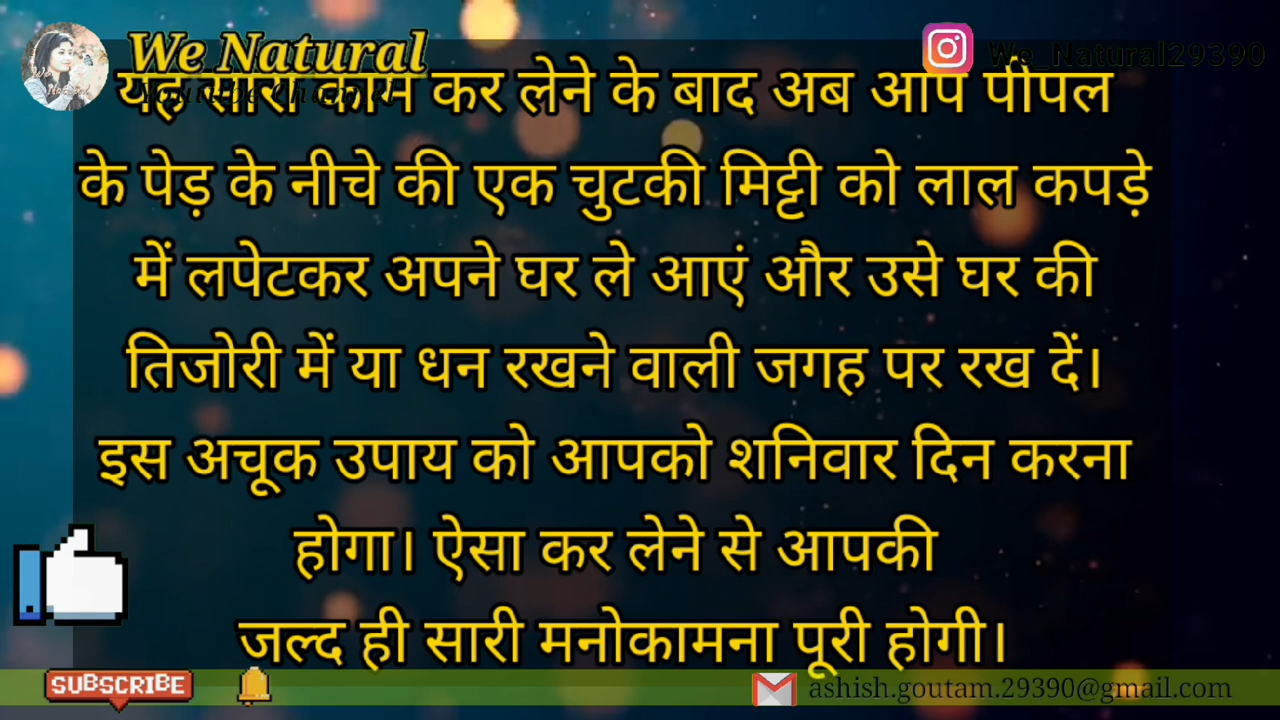 We Natural
We_Natural29390
Youtube Channel
यह सारा काम कर लेने के बाद अब आप पीपल
के पेड़ के नीचे की एक चुटकी मिट्टी को लाल कपड़े
में लपेटकर अपने घर ले आएं और उसे घर की
तिजोरी में या धन रखने वाली जगह पर रख दें।
इस अचूक उपाय को आपको शनिवार दिन करना
होगा। ऐसा कर लेने से आपकी
जल्द ही सारी मनोकामना पूरी होगी।
SUBSCRIBE
ashish.goutam.29390@gmail.com